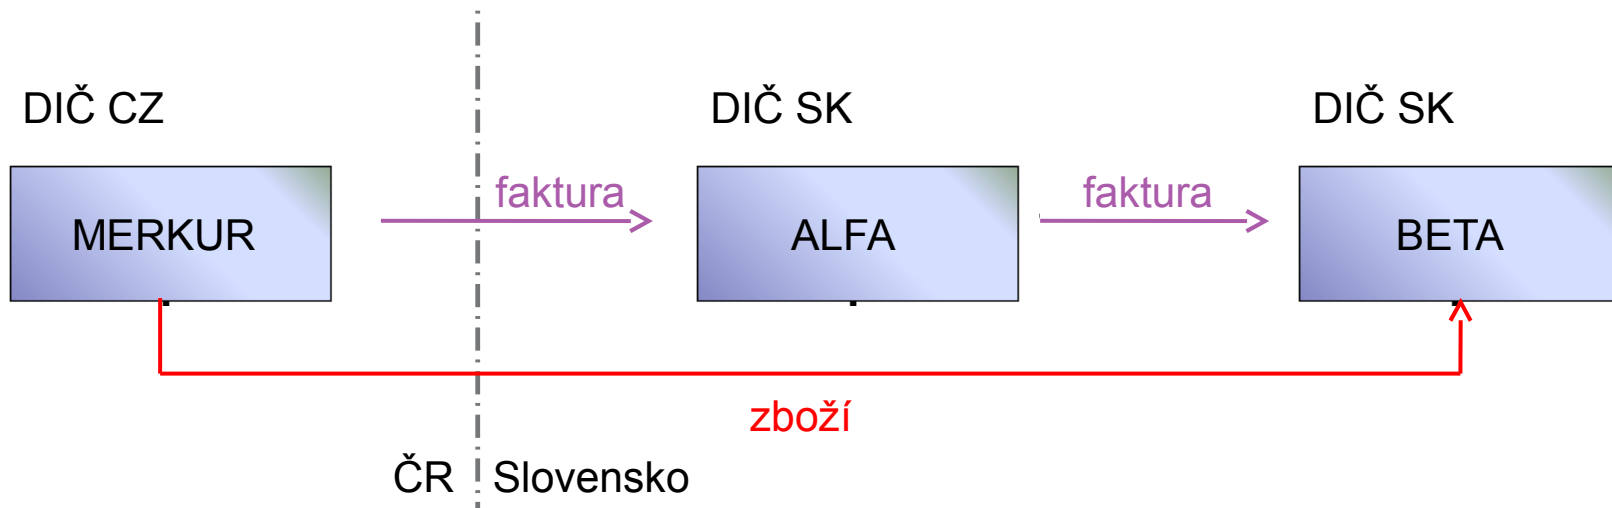 DIČ CZ
DIČ SK
DIČ SK
MERKUR
faktura
ALFA
faktura
BETA
zboží
ČR
Slovensko